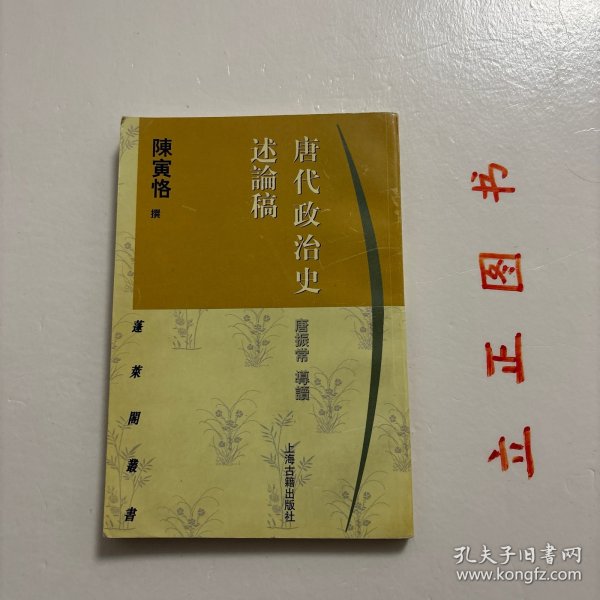 唐代政治史
述論稿
陳寅恪 撰
唐振常 導讀
上海古籍出版社
蓬萊閣叢書
立正图书
孔夫子旧书网
www.kongfz.com